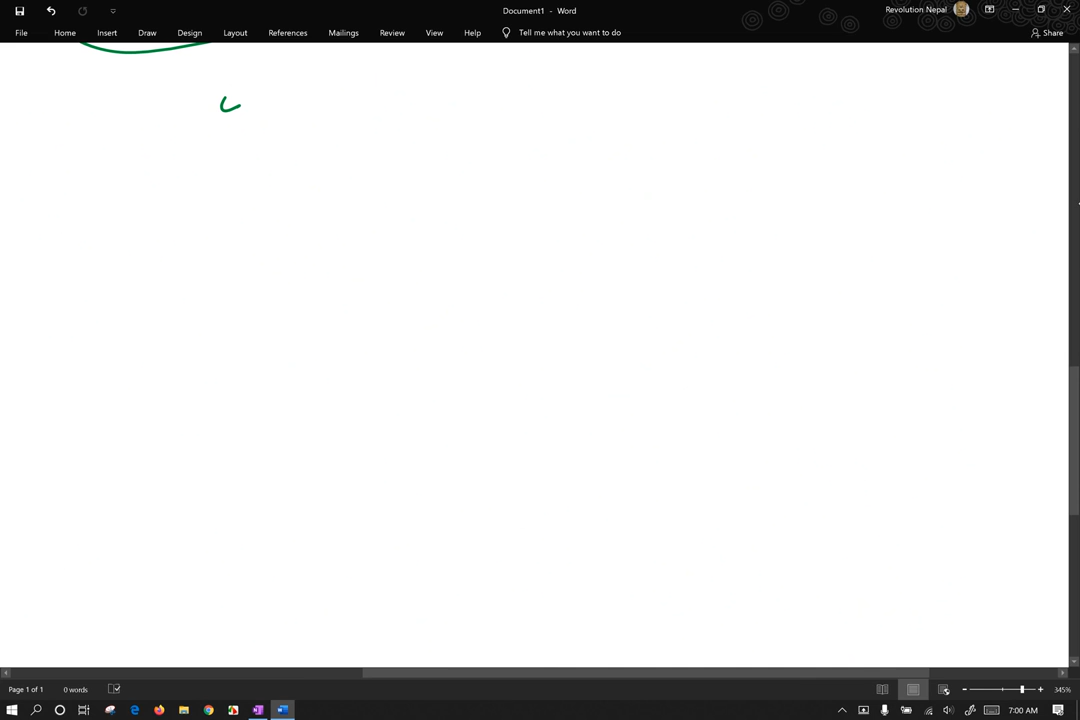 Document1 - Word
Revolution Nepal
File Home Insert Draw Design Layout References Mailings Review View Help Tell me what you want to do Share
Page 1 of 1 0 words 345%
7:00 AM